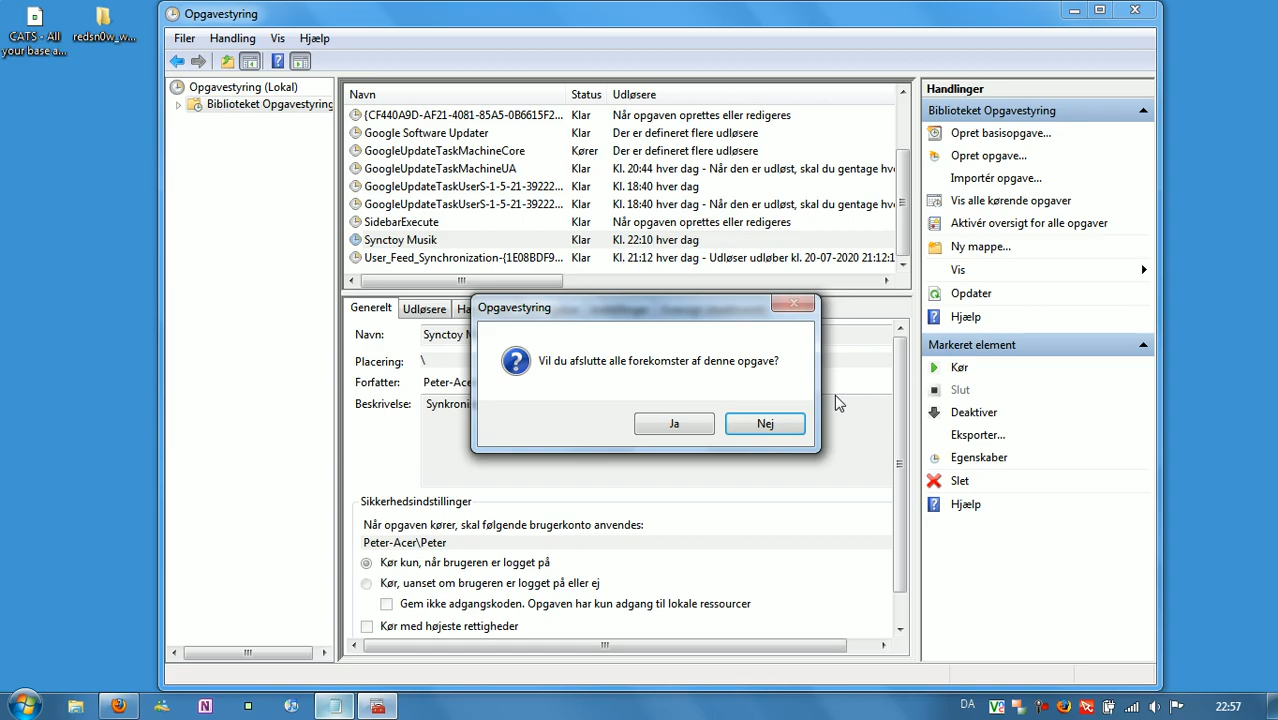 CATS - All
your base a...
redsn0w_w...
Opgavestyring
Filer Handling Vis Hjælp
Opgavestyring (Lokal)
Biblioteket Opgavestyring
Navn Status Udløsere
{CF440A9D-AF21-4081-85A5-0B6615F2... Klar Når opgaven oprettes eller redigeres
Google Software Updater Klar Der er defineret flere udløsere
GoogleUpdateTaskMachineCore Kører Der er defineret flere udløsere
GoogleUpdateTaskMachineUA Klar Kl. 20:44 hver dag - Når den er udløst, skal du gentage hve
GoogleUpdateTaskUserS-1-5-21-39222... Klar Kl. 18:40 hver dag
GoogleUpdateTaskUserS-1-5-21-39222... Klar Kl. 18:40 hver dag - Når den er udløst, skal du gentage hve
SidebarExecute Klar Når opgaven oprettes eller redigeres
Synctoy Musik Klar Kl. 22:10 hver dag
User_Feed_Synchronization-{1E08BDF9... Klar Kl. 21:12 hver dag - Udløser udløber kl. 20-07-2020 21:12:1
Generelt Udløsere Ha
Navn: Synctoy M
Placering: \
Forfatter: Peter-Ace
Beskrivelse: Synkroni
Opgavestyring
Vil du afslutte alle forekomster af denne opgave?
Ja Nej
Sikkerhedsindstillinger
Når opgaven kører, skal følgende brugerkonto anvendes:
Peter-Acer\Peter
Kør kun, når brugeren er logget på
Kør, uanset om brugeren er logget på eller ej
Gem ikke adgangskoden. Opgaven har kun adgang til lokale ressourcer
Kør med højeste rettigheder
Handlinger
Biblioteket Opgavestyring
Opret basisopgave...
Opret opgave...
Importér opgave...
Vis alle kørende opgaver
Aktivér oversigt for alle opgaver
Ny mappe...
Vis
Opdater
Hjælp
Markeret element
Kør
Slut
Deaktiver
Eksporter...
Egenskaber
Slet
Hjælp
DA 22:57